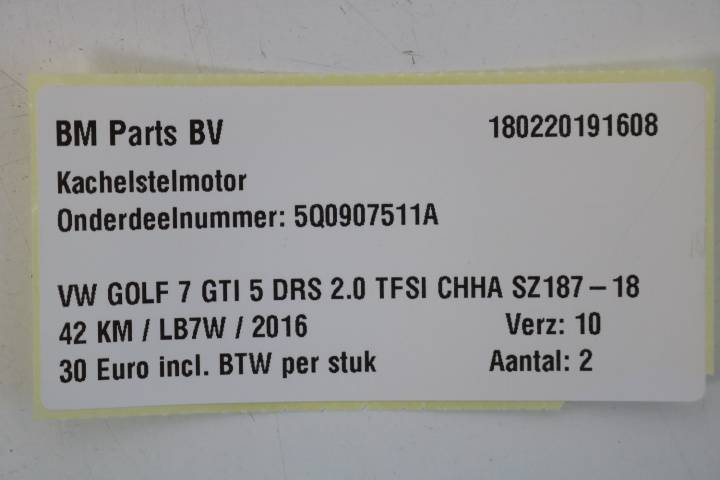 BM Parts BV 180220191608
Kachelstelmotor
Onderdeelnummer: 5Q0907511A
VW GOLF 7 GTI 5 DRS 2.0 TFSI CHHA SZ187-18
42 KM / LB7W / 2016 Verz: 10
30 Euro incl. BTW per stuk Aantal: 2